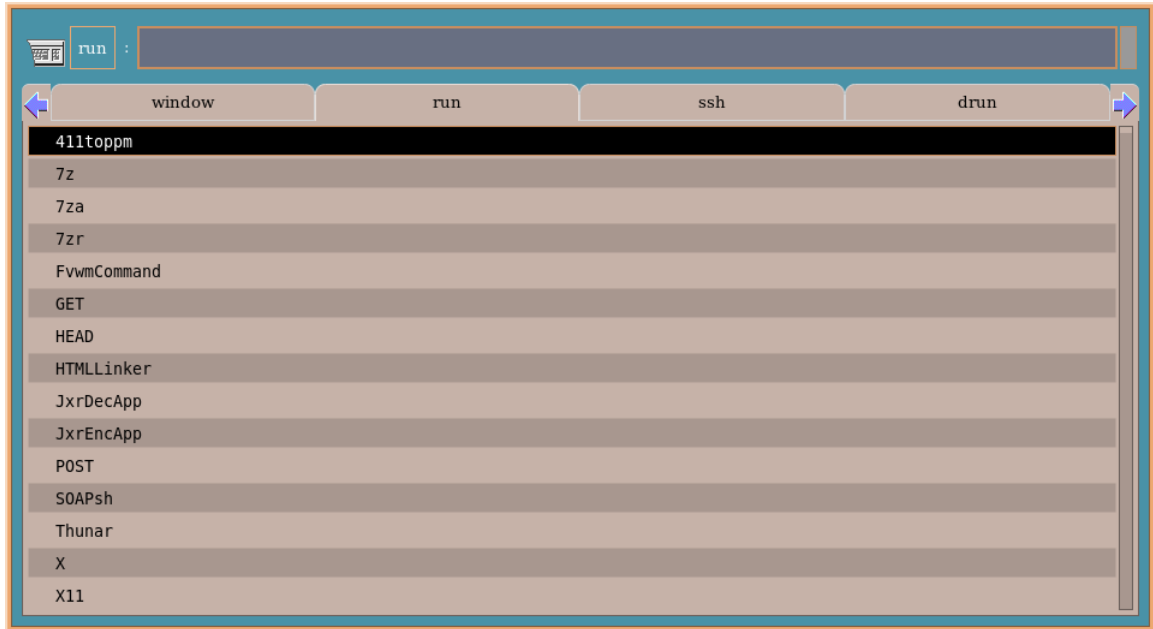 run :
window run ssh drun
411toppm
7z
7za
7zr
FvwmCommand
GET
HEAD
HTMLLinker
JxrDecApp
JxrEncApp
POST
SOAPsh
Thunar
X
X11